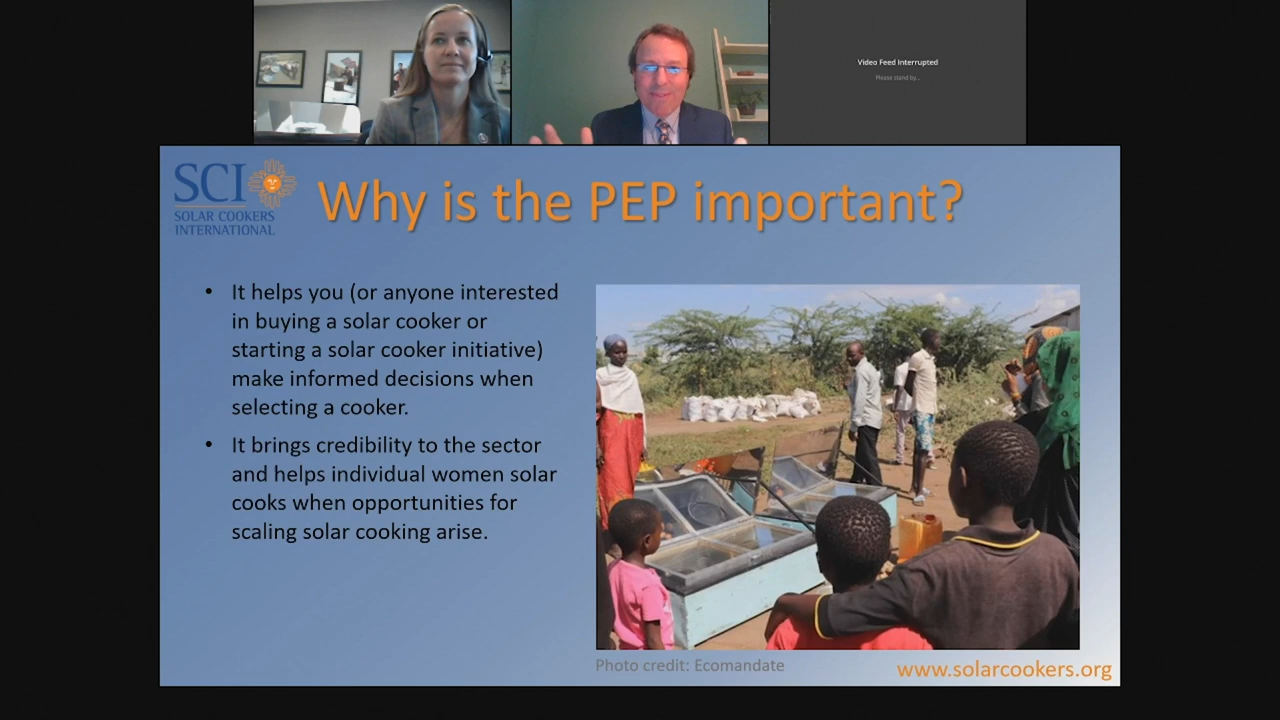 Video Feed Interrupted
Please stand by...
SCI
SOLAR COOKERS
INTERNATIONAL
Why is the PEP important?
• It helps you (or anyone interested
in buying a solar cooker or
starting a solar cooker initiative)
make informed decisions when
selecting a cooker.
• It brings credibility to the sector
and helps individual women solar
cooks when opportunities for
scaling solar cooking arise.
Photo credit: Ecomandate
www.solarcookers.org